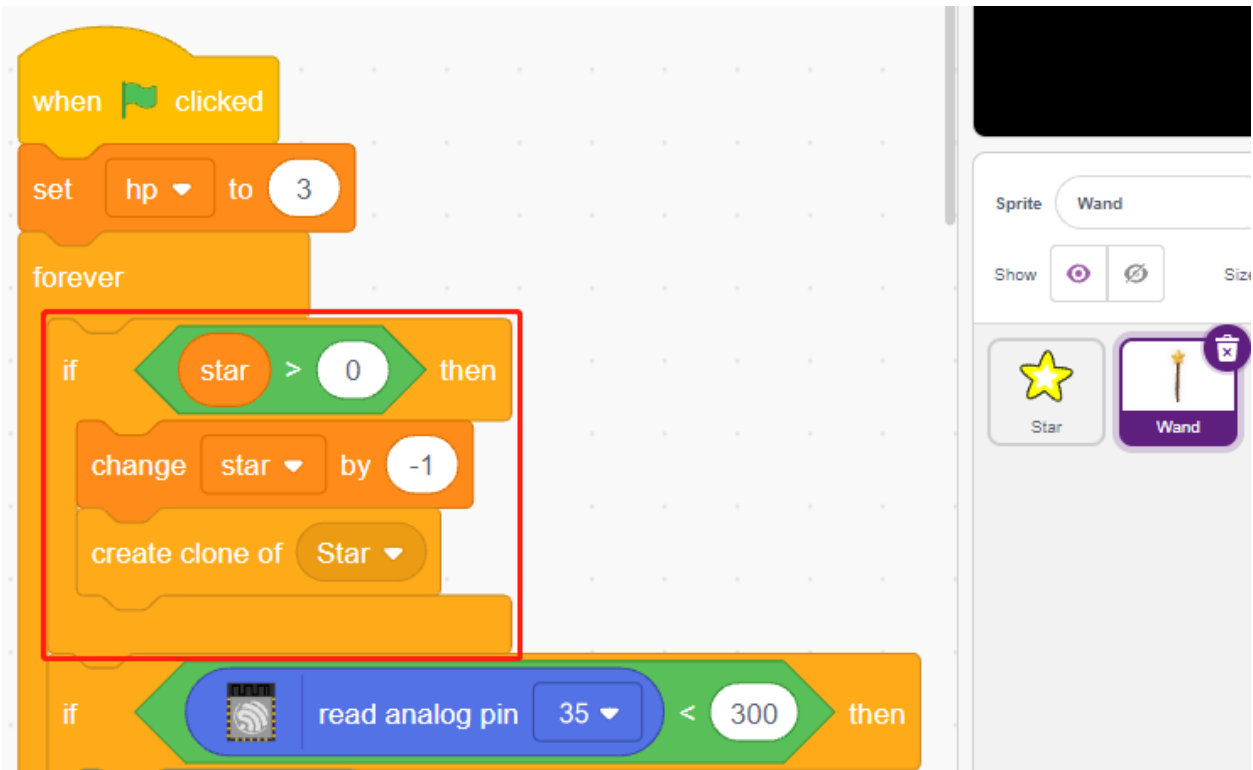 when clicked
set hp to 3
forever
if star > 0 then
change star by -1
create clone of Star
if read analog pin 35 < 300 then
Sprite Wand
Show Size
Star Wand